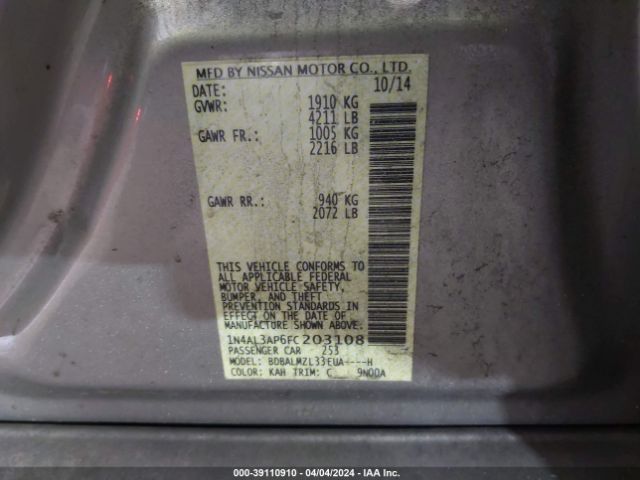 MFD BY NISSAN MOTOR CO., LTD.
DATE: 10/14
GVWR: 1910 KG
4211 LB
GAWR FR.: 1005 KG
2216 LB
GAWR RR.: 940 KG
2072 LB
THIS VEHICLE CONFORMS TO
ALL APPLICABLE FEDERAL
MOTOR VEHICLE SAFETY,
BUMPER, AND THEFT
PREVENTION STANDARDS IN
EFFECT ON THE DATE OF
MANUFACTURE SHOWN ABOVE.
1N4AL3AP6FC203108
PASSENGER CAR 253
MODEL: BDBALMZL33EUA----H
COLOR: KAH TRIM: C 9N00A
000-39110910 - 04/04/2024 - IAA Inc.